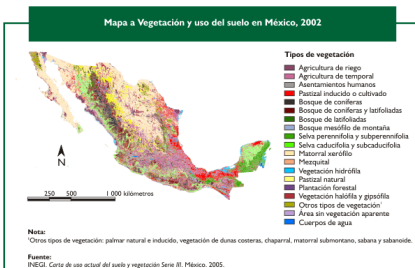 Mapa a Vegetación y uso del suelo en México, 2002
Tipos de vegetación
Agricultura de riego
Agricultura de temporal
Asentamientos humanos
Pastizal inducido o cultivado
Bosque de coníferas
Bosque de coníferas y latifoliadas
Bosque de latifoliadas
Bosque mesófilo de montaña
Selva perennifolia y subperennifolia
Selva caducifolia y subcaducifolia
Matorral xerófilo
Mezquital
Vegetación hidrófila
Pastizal natural
Plantación forestal
Vegetación halófila y gipsófila
Otros tipos de vegetación¹
Área sin vegetación aparente
Cuerpos de agua
N
250 500 1 000 kilómetros
Nota:
¹Otros tipos de vegetación: palmar natural e inducido, vegetación de dunas costeras, chaparral, matorral submontano, sabana y sabanoide.
Fuente:
INEGI. Carta de uso actual del suelo y vegetación Serie III. México. 2005.